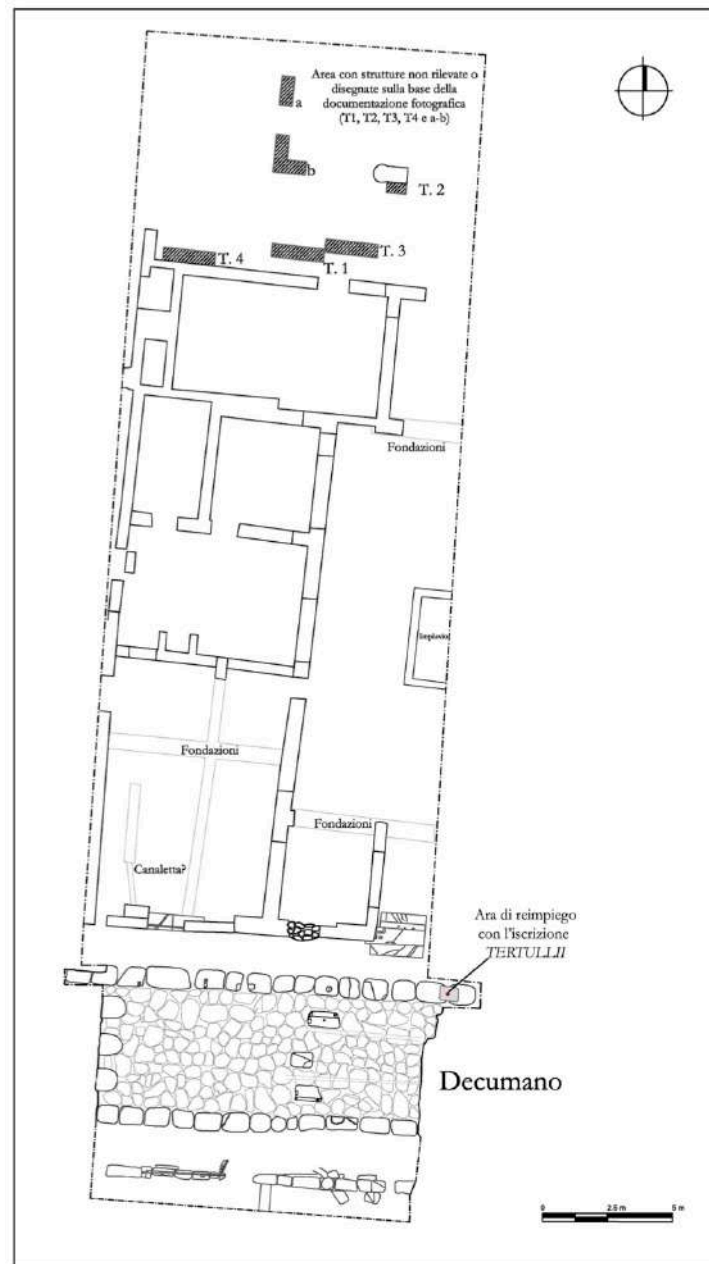 Area con strutture non rilevate o
disegnate sulla base della
documentazione fotografica
(T1, T2, T3, T4 e a-b)
a
b
T. 2
T. 3
T. 4
T. 1
Fondazioni
Impluvio
Fondazioni
Fondazioni
Canaletta?
Ara di reimpiego
con l'iscrizione
TERTULLII
Decumano
0 2.5 m 5 m